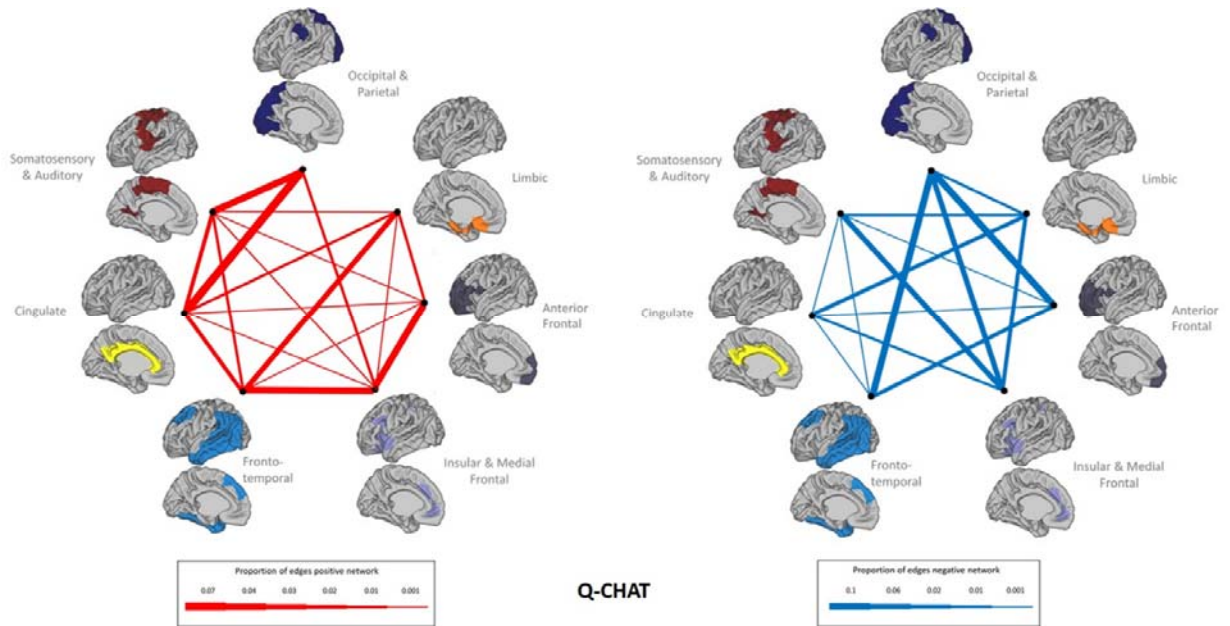 Occipital &
Parietal
Somatosensory
& Auditory
Limbic
Cingulate
Anterior
Frontal
Fronto-
temporal
Insular & Medial
Frontal
Proportion of edges positive network
0.07 0.04 0.03 0.02 0.01 0.001
Q-CHAT
Occipital &
Parietal
Somatosensory
& Auditory
Limbic
Cingulate
Anterior
Frontal
Fronto-
temporal
Insular & Medial
Frontal
Proportion of edges negative network
0.1 0.06 0.02 0.01 0.001